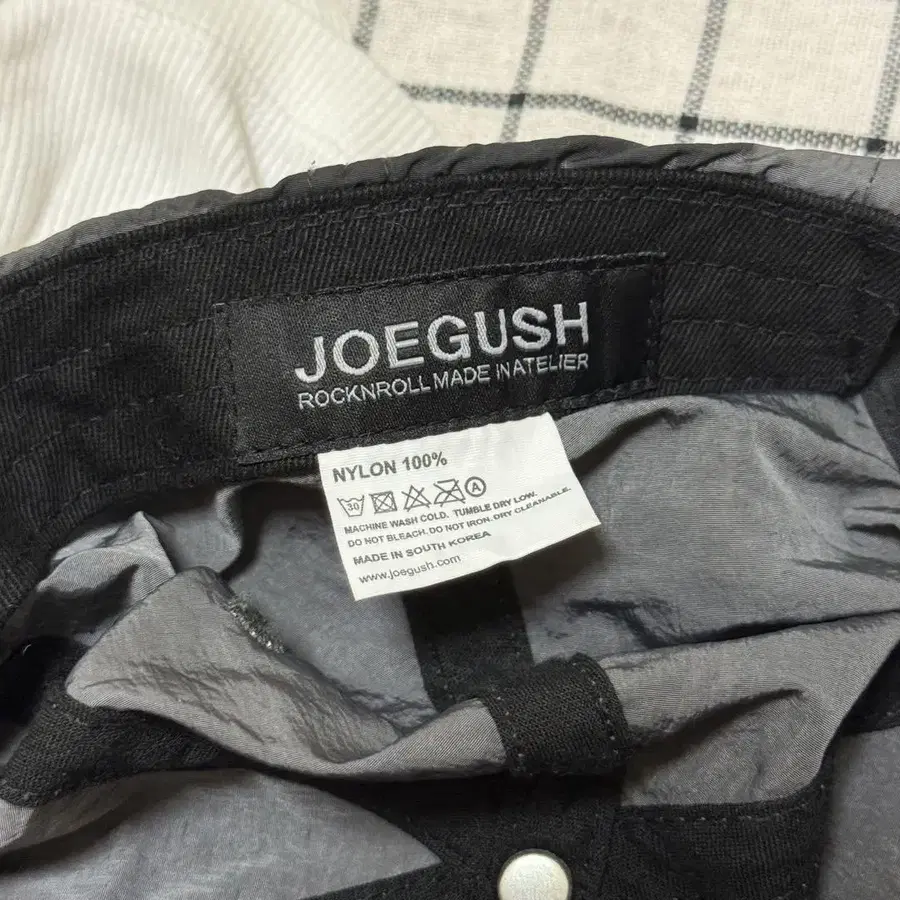 JOEGUSH
ROCKNROLL MADE IN ATELIER
NYLON 100%
30 A
MACHINE WASH COLD. TUMBLE DRY LOW.
DO NOT BLEACH. DO NOT IRON. DRY CLEANABLE.
MADE IN SOUTH KOREA
www.joegush.com